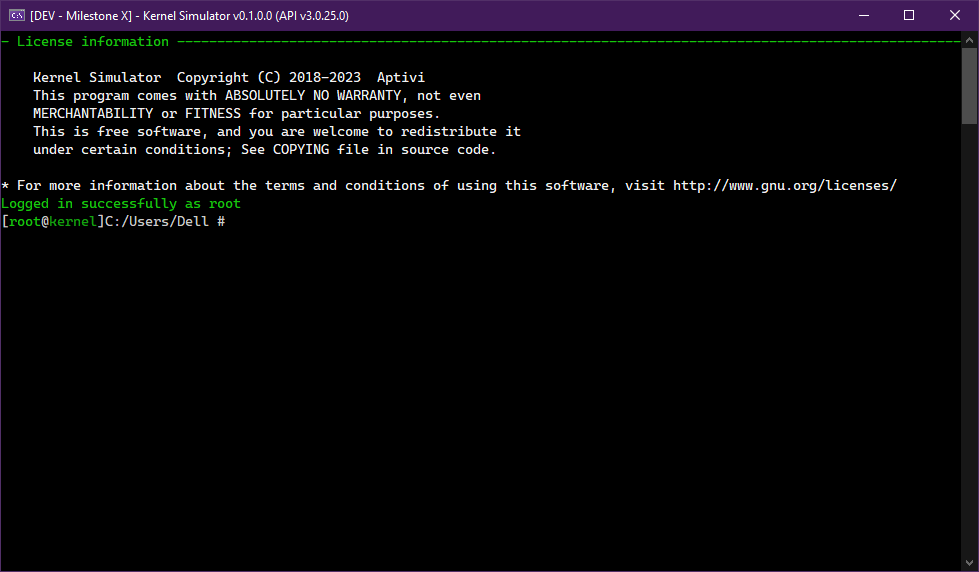 [DEV - Milestone X] - Kernel Simulator v0.1.0.0 (API v3.0.25.0)
- License information
Kernel Simulator  Copyright (C) 2018-2023  Aptivi
This program comes with ABSOLUTELY NO WARRANTY, not even
MERCHANTABILITY or FITNESS for particular purposes.
This is free software, and you are welcome to redistribute it
under certain conditions; See COPYING file in source code.
* For more information about the terms and conditions of using this software, visit http://www.gnu.org/licenses/
Logged in successfully as root
[root@kernel]C:/Users/Dell #